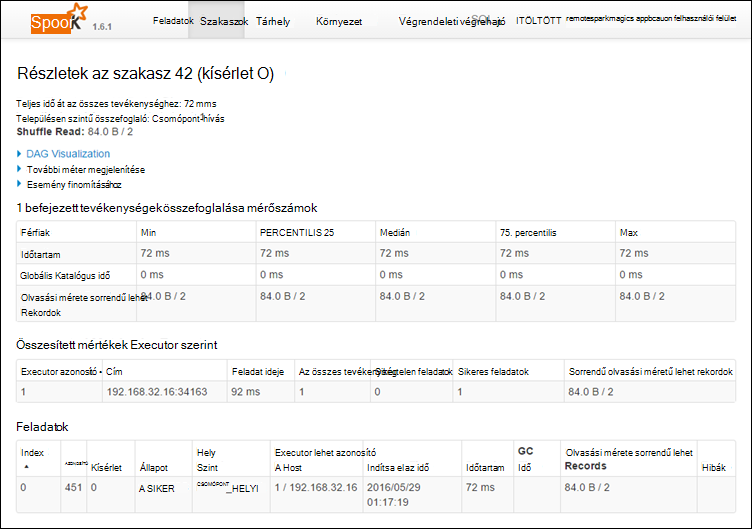 Spook 1.6.1 Feladatok Szakaszok Tárhely Környezet Végrendeleti végrehajtó ITÖLTÖTT remotesparkmagics appbcauon felhasználói felület
Részletek az szakasz 42 (kísérlet O)
Teljes idő át az összes tevékenységhez: 72 mms
Településen szintű összefoglaló: Csomópont hívás
Shuffle Read: 84.0 B / 2
DAG Visualization
További méter megjelenítése
Esemény finomításához
1 befejezett tevékenységek összefoglalása mérőszámok
Férfiak Min PERCENTILIS 25 Medián 75. percentilis Max
Időtartam 72 ms 72 ms 72 ms 72 ms 72 ms
Globális Katalógus idő 0 ms 0 ms 0 ms 0 ms 0 ms
Olvasási mérete sorrendű lehet 84.0 B / 2 84.0 B / 2 84.0 B / 2 84.0 B / 2 84.0 B / 2
Rekordok
Összesített mértékek Executor szerint
Executor azonosító Cím Feladat ideje Az összes tevékenység Sikertelen feladatok Sikeres feladatok Sorrendű olvasási méretű lehet rekordok
1 192.168.32.16:34163 92 ms 1 0 1 84.0 B / 2
Feladatok
Index AZONOSÍTÓ Kísérlet Állapot Hely Executor lehet azonosító Indítsa el az idő Időtartam GC Olvasási mérete sorrendű lehet Hibák
Szint A Host Idő Records
0 451 0 A SIKER CSOMÓPONT_HELYI 1 / 192.168.32.16 2016/05/29 72 ms 84.0 B / 2
01:17:19